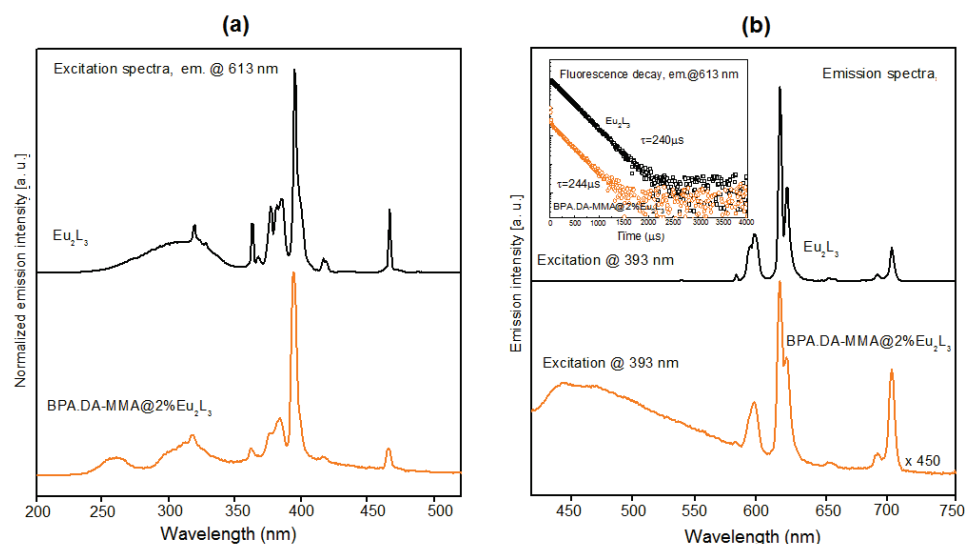 (a)
Excitation spectra, em. @ 613 nm
Eu₂L₃
BPA.DA-MMA@2%Eu₂L₃
Normalized emission intensity [a. u.]
200 250 300 350 400 450 500
Wavelength (nm)
(b)
Emission spectra,
Fluorescence decay, em.@613 nm
Eu₂L₃
τ=240µS
τ=244µS
BPA.DA-MMA@2%Eu₂L₃
0 500 1000 1500 2000 2500 3000 3500 4000
Time (µS)
Excitation @ 393 nm
Eu₂L₃
BPA.DA-MMA@2%Eu₂L₃
Excitation @ 393 nm
x 450
Emission intensity [a. u.]
450 500 550 600 650 700 750
Wavelength (nm)